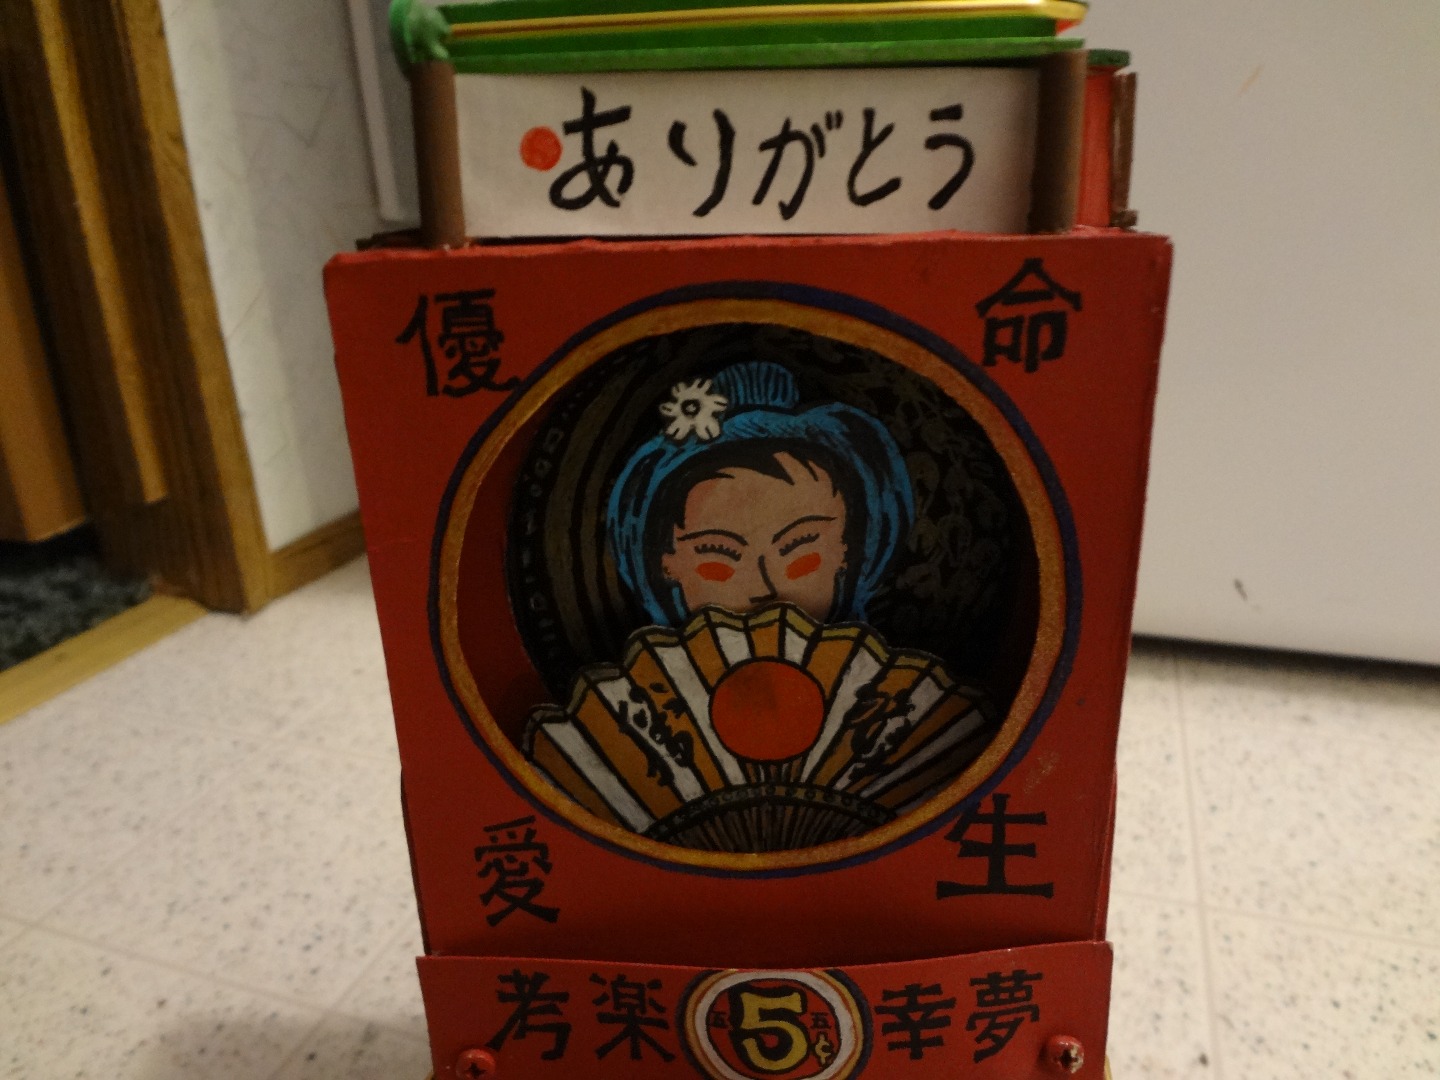 ありがとう
優 命
愛 生
考楽 5 幸夢